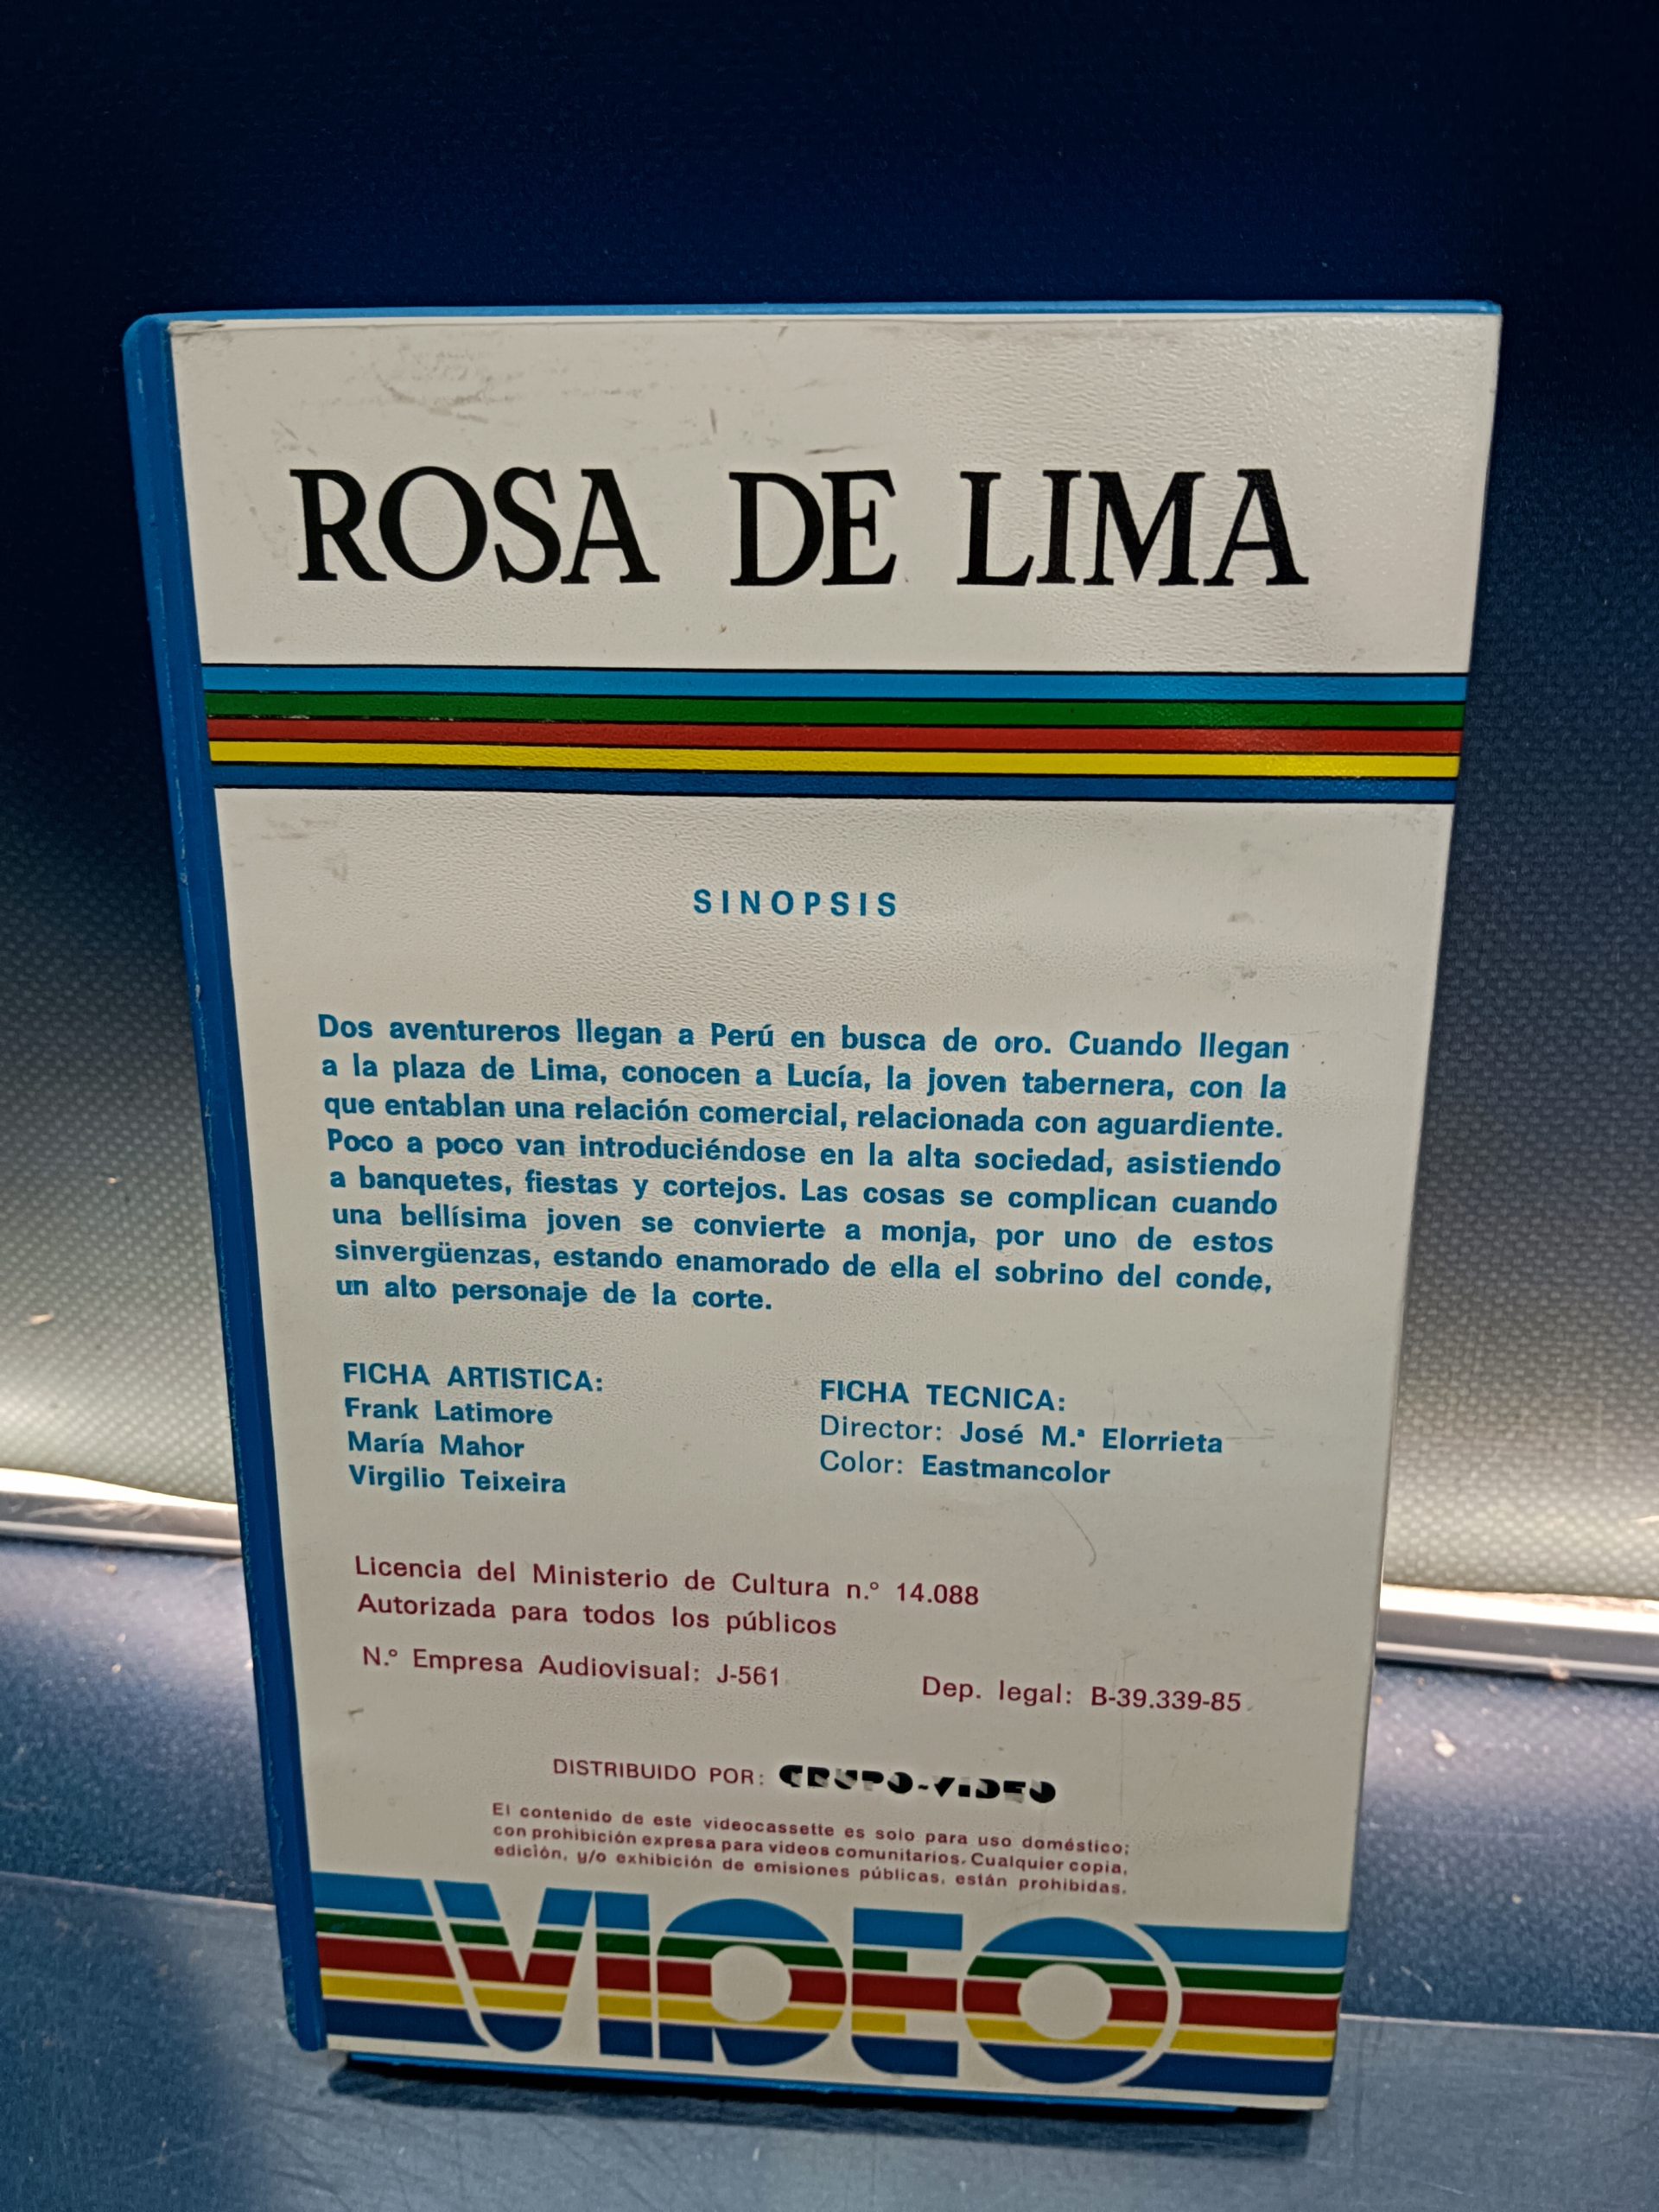 ROSA DE LIMA
SINOPSIS
Dos aventureros llegan a Perú en busca de oro. Cuando llegan
a la plaza de Lima, conocen a Lucía, la joven tabernera, con la
que entablan una relación comercial, relacionada con aguardiente.
Poco a poco van introduciéndose en la alta sociedad, asistiendo
a banquetes, fiestas y cortejos. Las cosas se complican cuando
una bellísima joven se convierte a monja, por uno de estos
sinvergüenzas, estando enamorado de ella el sobrino del conde,
un alto personaje de la corte.
FICHA ARTISTICA:
Frank Latimore
María Mahor
Virgilio Teixeira
FICHA TECNICA:
Director: José M.ª Elorrieta
Color: Eastmancolor
Licencia del Ministerio de Cultura n.º 14.088
Autorizada para todos los públicos
N.º Empresa Audiovisual: J-561
Dep. legal: B-39.339-85
DISTRIBUIDO POR: GRUPO-VIDEO
El contenido de este videocassette es solo para uso doméstico;
con prohibición expresa para videos comunitarios. Cualquier copia,
edición, y/o exhibición de emisiones públicas, están prohibidas.
VIDEO